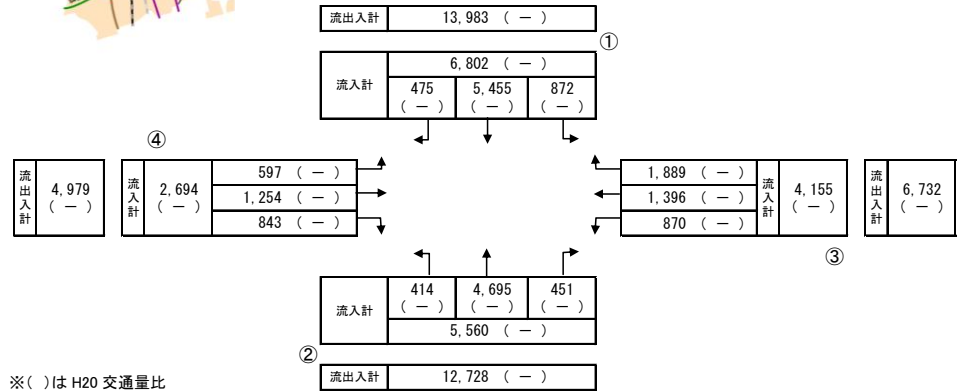 流出入計 13,983 ( － )
①
流入計 6,802 ( － )
475 5,455 872
( － ) ( － ) ( － )
④
流出入計 4,979 ( － )
流入計 2,694 ( － )
597 ( － )
1,254 ( － )
843 ( － )
1,889 ( － )
1,396 ( － )
870 ( － )
流入計 4,155 ( － )
流出入計 6,732 ( － )
③
414 4,695 451
( － ) ( － ) ( － )
流入計 5,560 ( － )
②
流出入計 12,728 ( － )
※( )は H20 交通量比